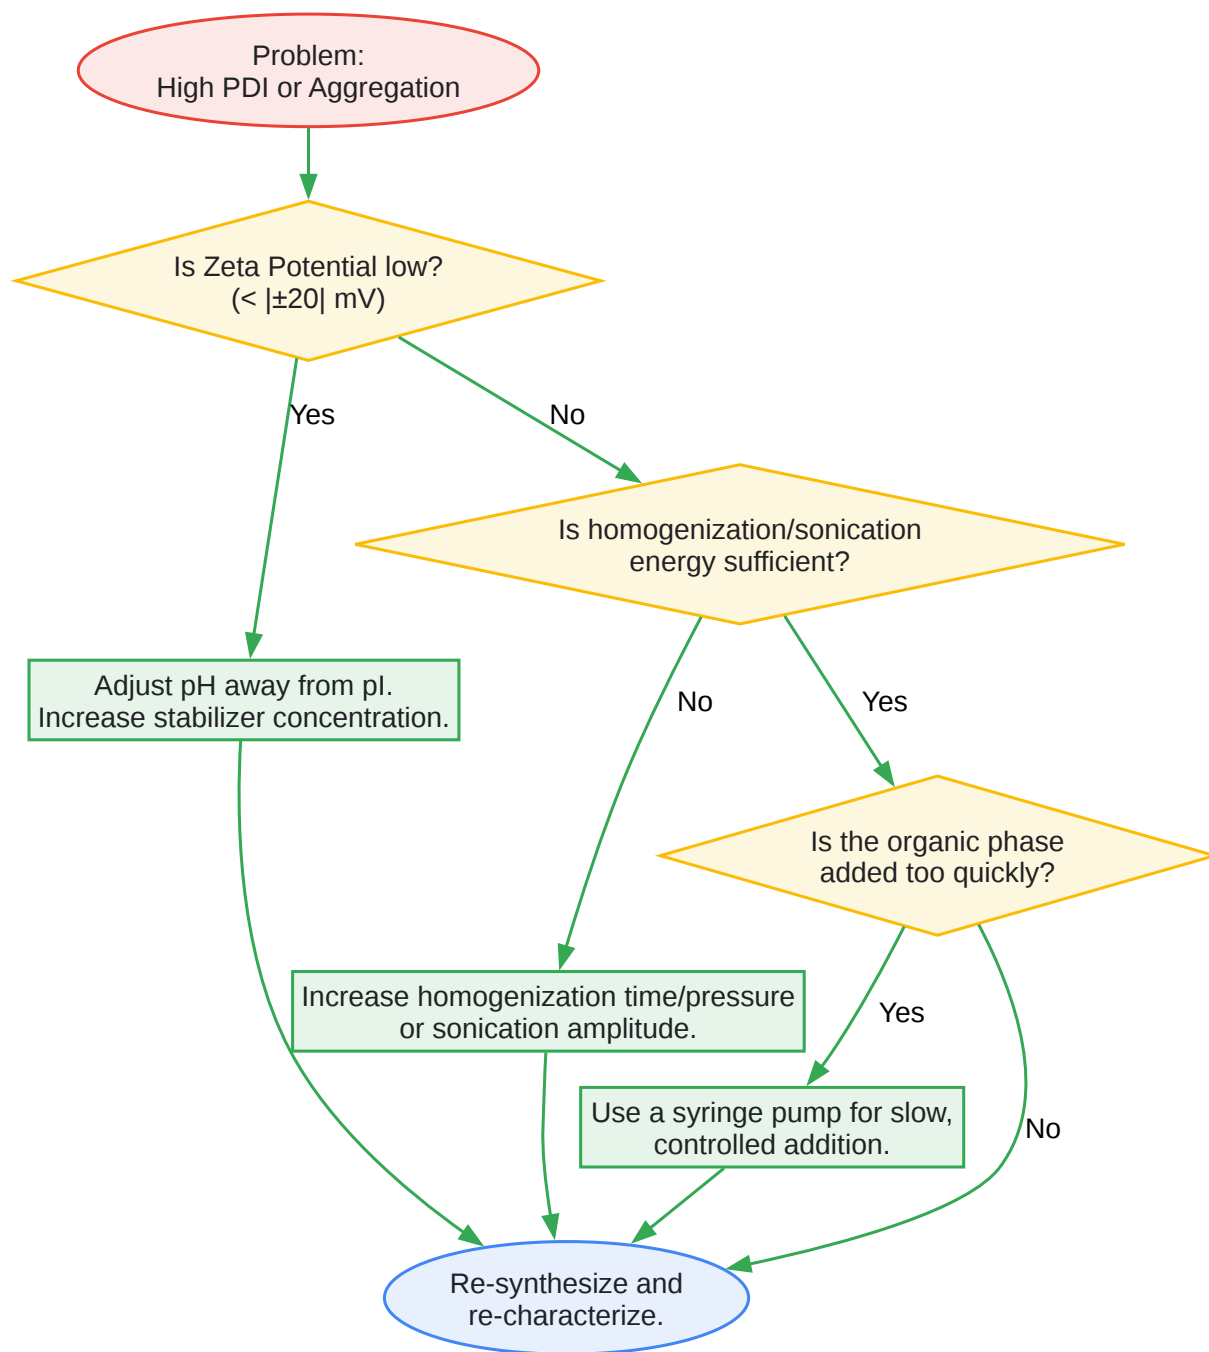 Problem:
High PDI or Aggregation
Is Zeta Potential low?
(< |±20| mV)
Yes
No
Is homogenization/sonication
energy sufficient?
Adjust pH away from pI.
Increase stabilizer concentration.
No
Yes
Is the organic phase
added too quickly?
Increase homogenization time/pressure
or sonication amplitude.
Yes
Use a syringe pump for slow,
controlled addition.
No
Re-synthesize and
re-characterize.